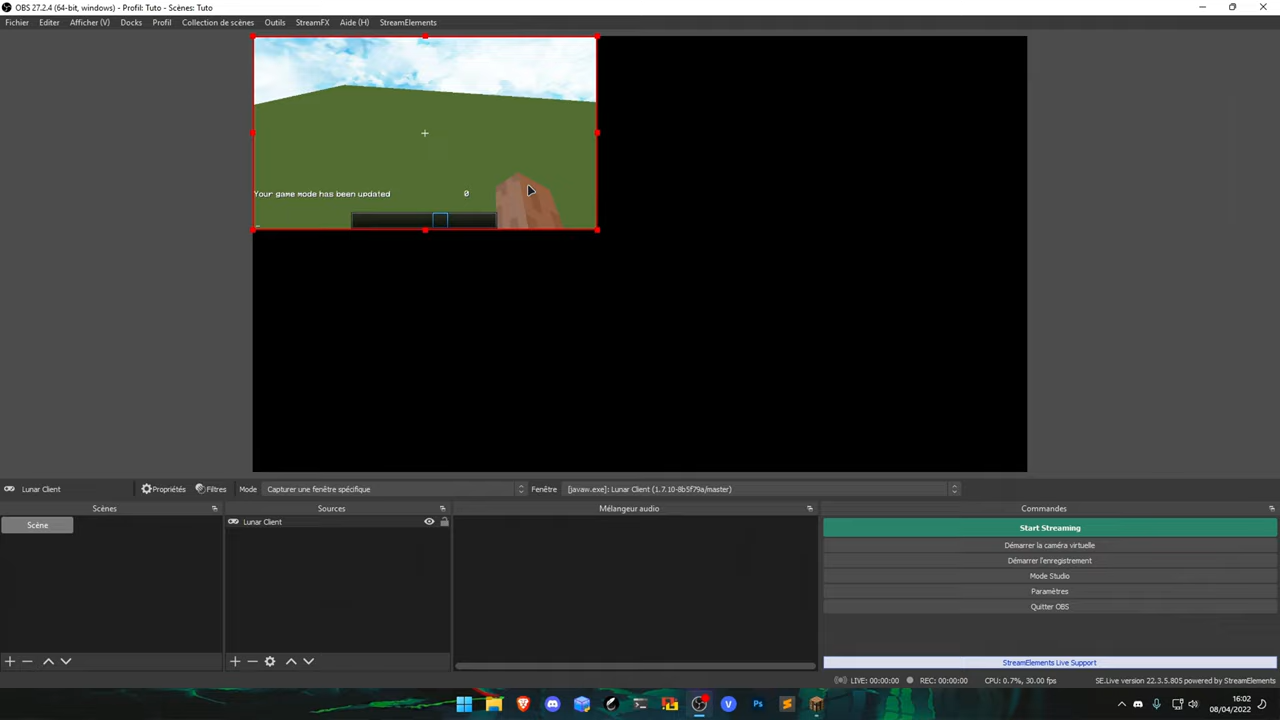 OBS 27.2.4 (64-bit, windows) - Profil: Tuto - Scènes: Tuto
Fichier Editer Afficher (V) Docks Profil Collection de scènes Outils StreamFX Aide (H) StreamElements
Your game mode has been updated 0
Lunar Client Propriétés Filtres Mode Capturer une fenêtre spécifique Fenêtre [javaw.exe]: Lunar Client (1.7.10-8b5f79a/master)
Scènes Sources Mélangeur audio Commandes
Scène
Lunar Client
Start Streaming
Démarrer la caméra virtuelle
Démarrer l'enregistrement
Mode Studio
Paramètres
Quitter OBS
StreamElements Live Support
LIVE: 00:00:00 REC: 00:00:00 CPU: 0.7%, 30.00 fps SE.Live version 22.3.5.805 powered by StreamElements
V Ps
16:02
08/04/2022